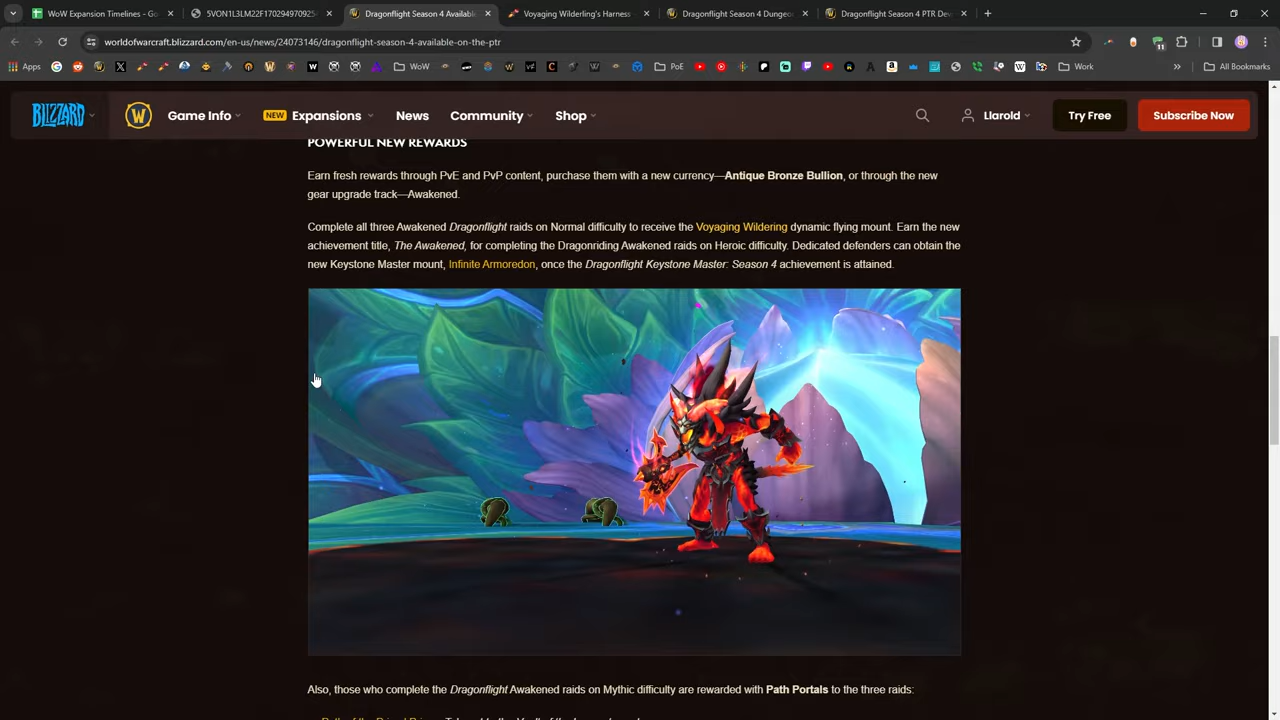 WoW Expansion Timelines - Go
5VON1L3LM22F1702949709254
Dragonflight Season 4 Availabl
Voyaging Wilderling's Harness
Dragonflight Season 4 Dungeo
Dragonflight Season 4 PTR Dev
worldofwarcraft.blizzard.com/en-us/news/24073146/dragonflight-season-4-available-on-the-ptr
Apps
WoW
PoE
Work
All Bookmarks
BLIZZARD
Game Info
NEW
Expansions
News
Community
Shop
Llarold
Try Free
Subscribe Now
POWERFUL NEW REWARDS
Earn fresh rewards through PvE and PvP content, purchase them with a new currency—Antique Bronze Bullion, or through the new
gear upgrade track—Awakened.
Complete all three Awakened Dragonflight raids on Normal difficulty to receive the Voyaging Wildering dynamic flying mount. Earn the new
achievement title, The Awakened, for completing the Dragonriding Awakened raids on Heroic difficulty. Dedicated defenders can obtain the
new Keystone Master mount, Infinite Armoredon, once the Dragonflight Keystone Master: Season 4 achievement is attained.
Also, those who complete the Dragonflight Awakened raids on Mythic difficulty are rewarded with Path Portals to the three raids: